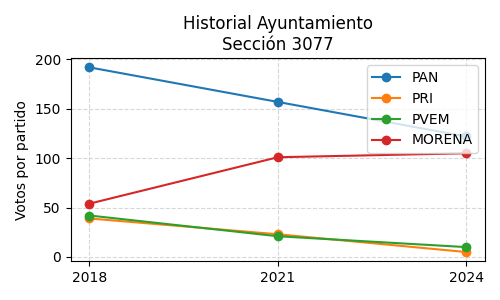 Historial Ayuntamiento
Sección 3077
Votos por partido
200
150
100
50
0
2018
2021
2024
PAN
PRI
PVEM
MORENA